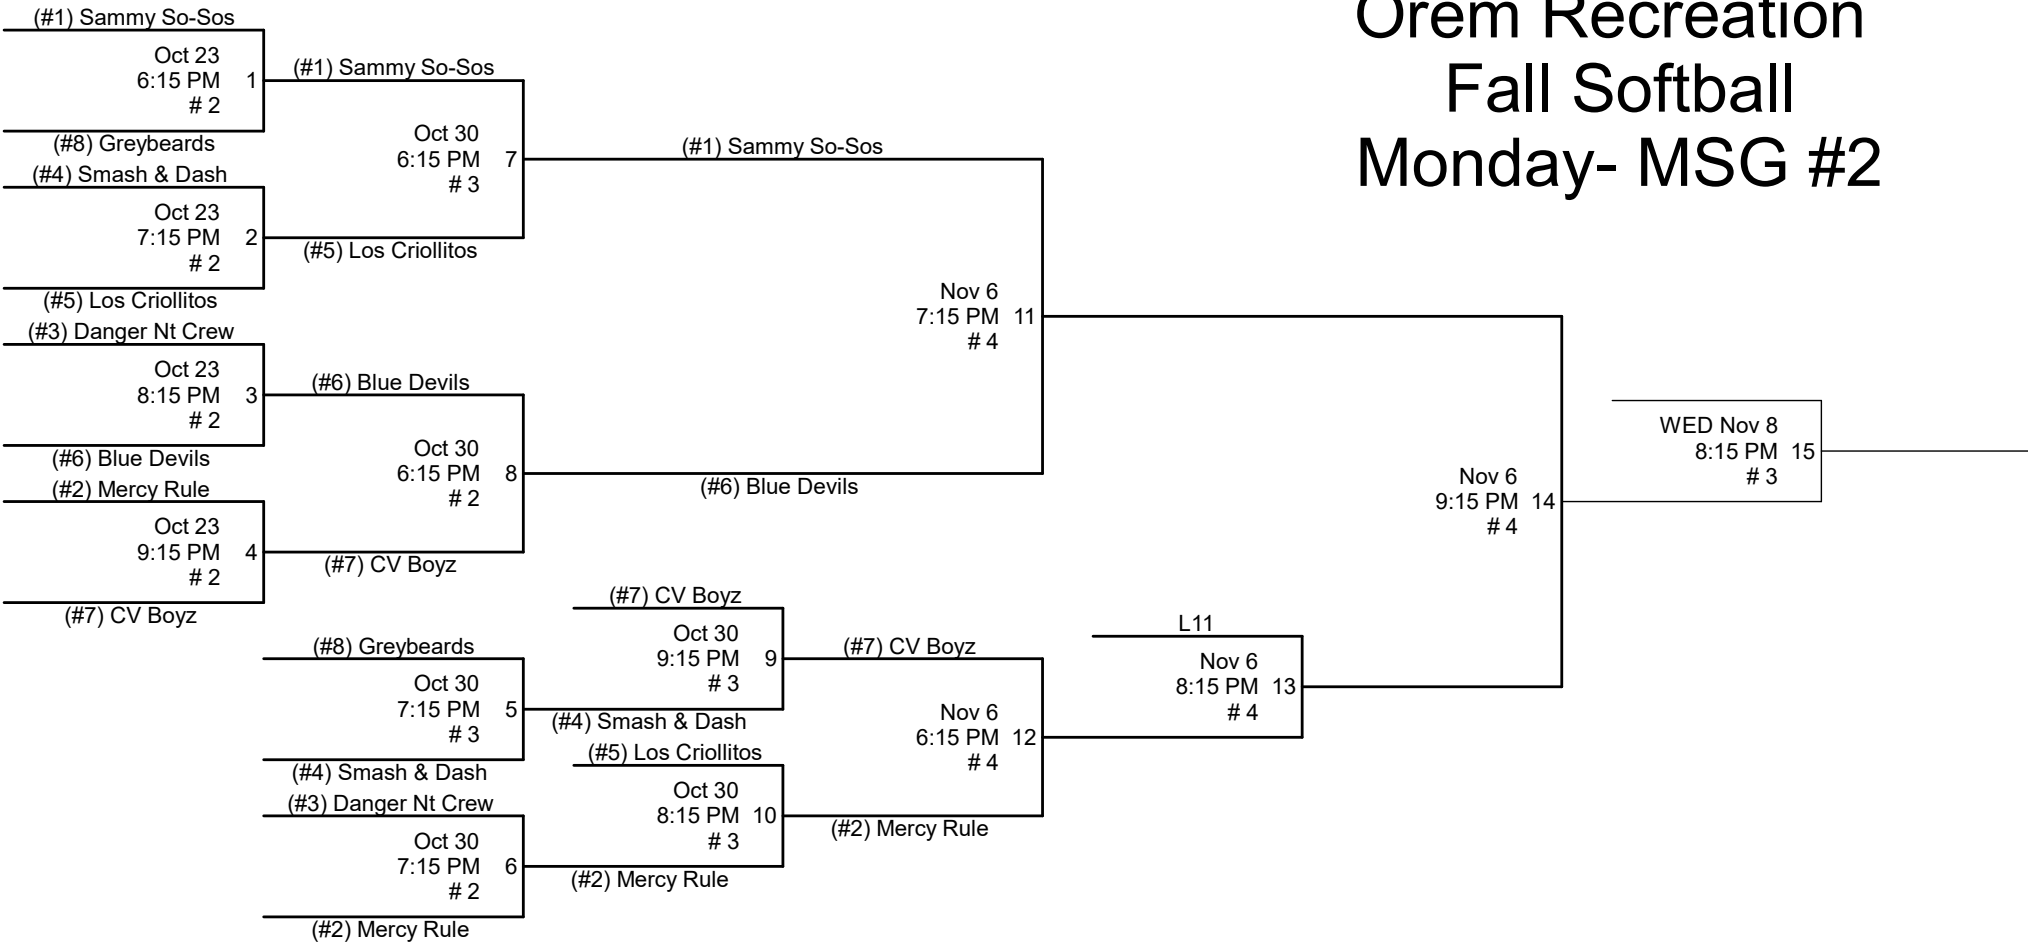 Orem Recreation
Fall Softball
Monday- MSG #2
(#1) Sammy So-Sos
Oct 23
6:15 PM 1
# 2
(#8) Greybeards
(#4) Smash & Dash
Oct 23
7:15 PM 2
# 2
(#5) Los Criollitos
(#3) Danger Nt Crew
Oct 23
8:15 PM 3
# 2
(#6) Blue Devils
(#2) Mercy Rule
Oct 23
9:15 PM 4
# 2
(#7) CV Boyz
(#1) Sammy So-Sos
Oct 30
6:15 PM 7
# 3
(#5) Los Criollitos
(#6) Blue Devils
Oct 30
6:15 PM 8
# 2
(#7) CV Boyz
(#8) Greybeards
Oct 30
7:15 PM 5
# 3
(#4) Smash & Dash
(#3) Danger Nt Crew
Oct 30
7:15 PM 6
# 2
(#2) Mercy Rule
(#7) CV Boyz
Oct 30
9:15 PM 9
# 3
(#4) Smash & Dash
(#5) Los Criollitos
Oct 30
8:15 PM 10
# 3
(#2) Mercy Rule
(#1) Sammy So-Sos
Nov 6
7:15 PM 11
# 4
(#6) Blue Devils
(#7) CV Boyz
Nov 6
6:15 PM 12
# 4
(#2) Mercy Rule
L11
Nov 6
8:15 PM 13
# 4
Nov 6
9:15 PM 14
# 4
WED Nov 8
8:15 PM 15
# 3